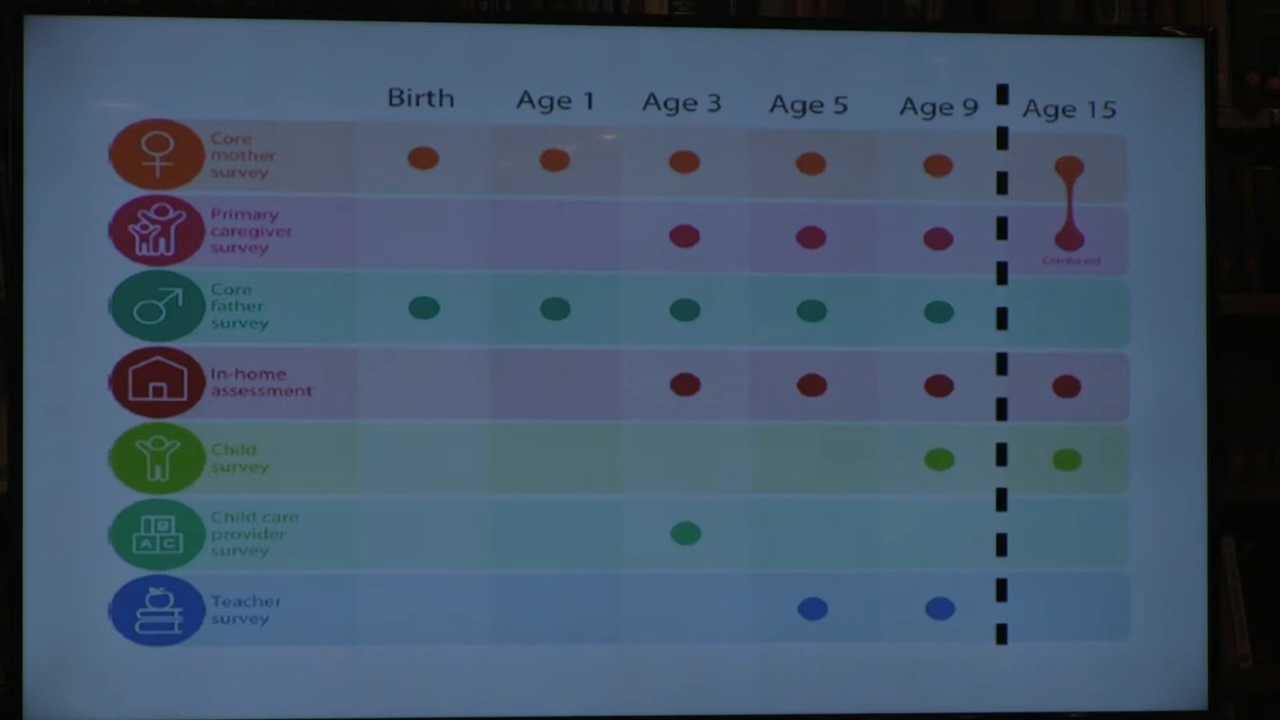 Birth Age 1 Age 3 Age 5 Age 9 Age 15
Core
mother
survey
Primary
caregiver
survey
Combined
Core
father
survey
In-home
assessment
Child
survey
Child care
provider
survey
A B C
Teacher
survey